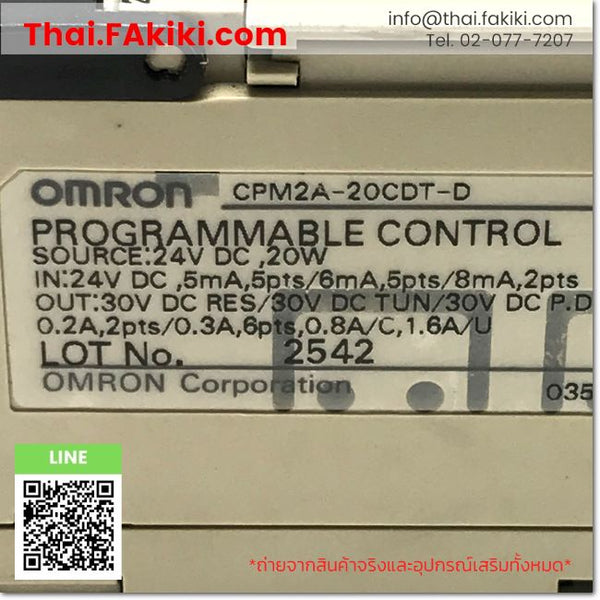 Thai.FAkiki.com
info@thai.fakiki.com
Tel. 02-077-7207
OMRON CPM2A-20CDT-D
PROGRAMMABLE CONTROL
SOURCE:24V DC ,20W
IN:24V DC ,5mA,5pts/6mA,5pts/8mA,2pts
OUT:30V DC RES/30V DC TUN/30V DC P.D
0.2A,2pts/0.3A,6pts,0.8A/C,1.6A/U
LOT No. 2542
OMRON Corporation 035
LINE
*ถ่ายจากสินค้าจริงและอุปกรณ์เสริมทั้งหมด*